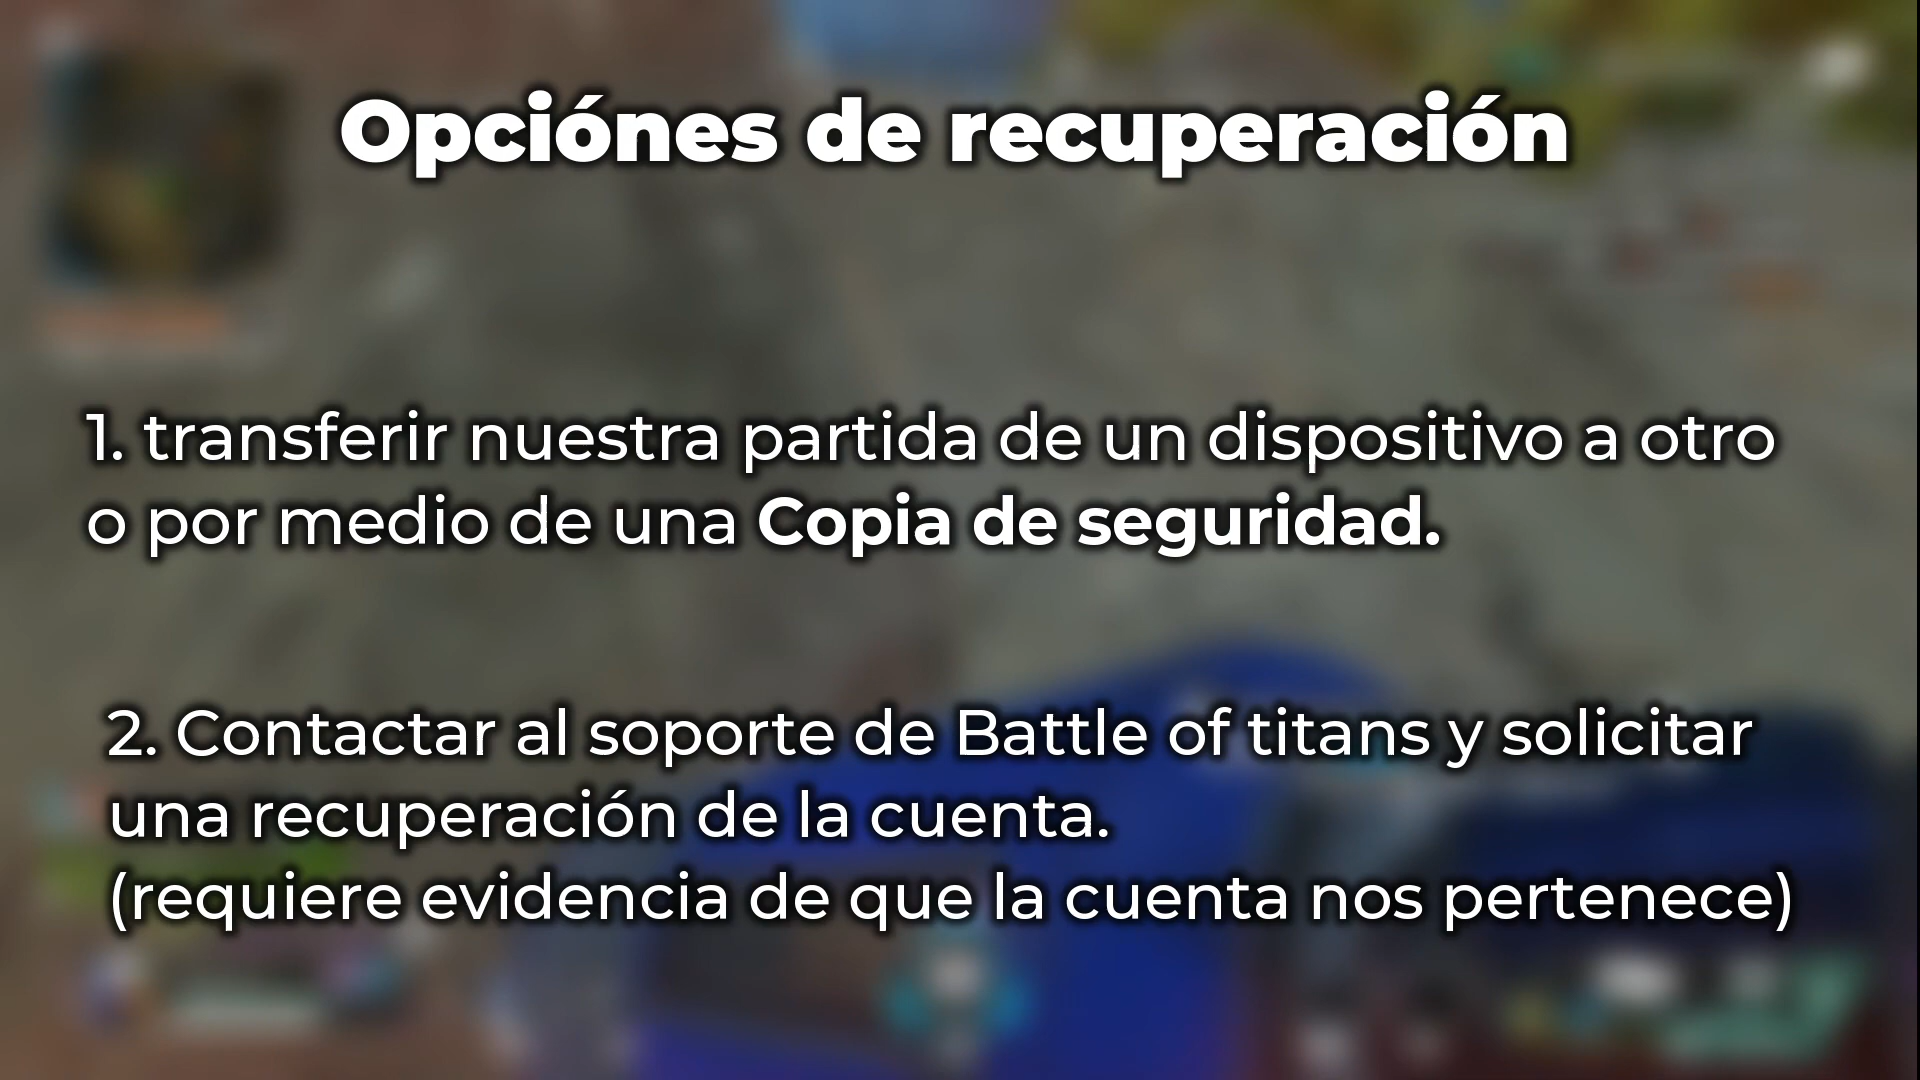 Opciónes de recuperación
1. transferir nuestra partida de un dispositivo a otro
o por medio de una Copia de seguridad.
2. Contactar al soporte de Battle of titans y solicitar
una recuperación de la cuenta.
(requiere evidencia de que la cuenta nos pertenece)